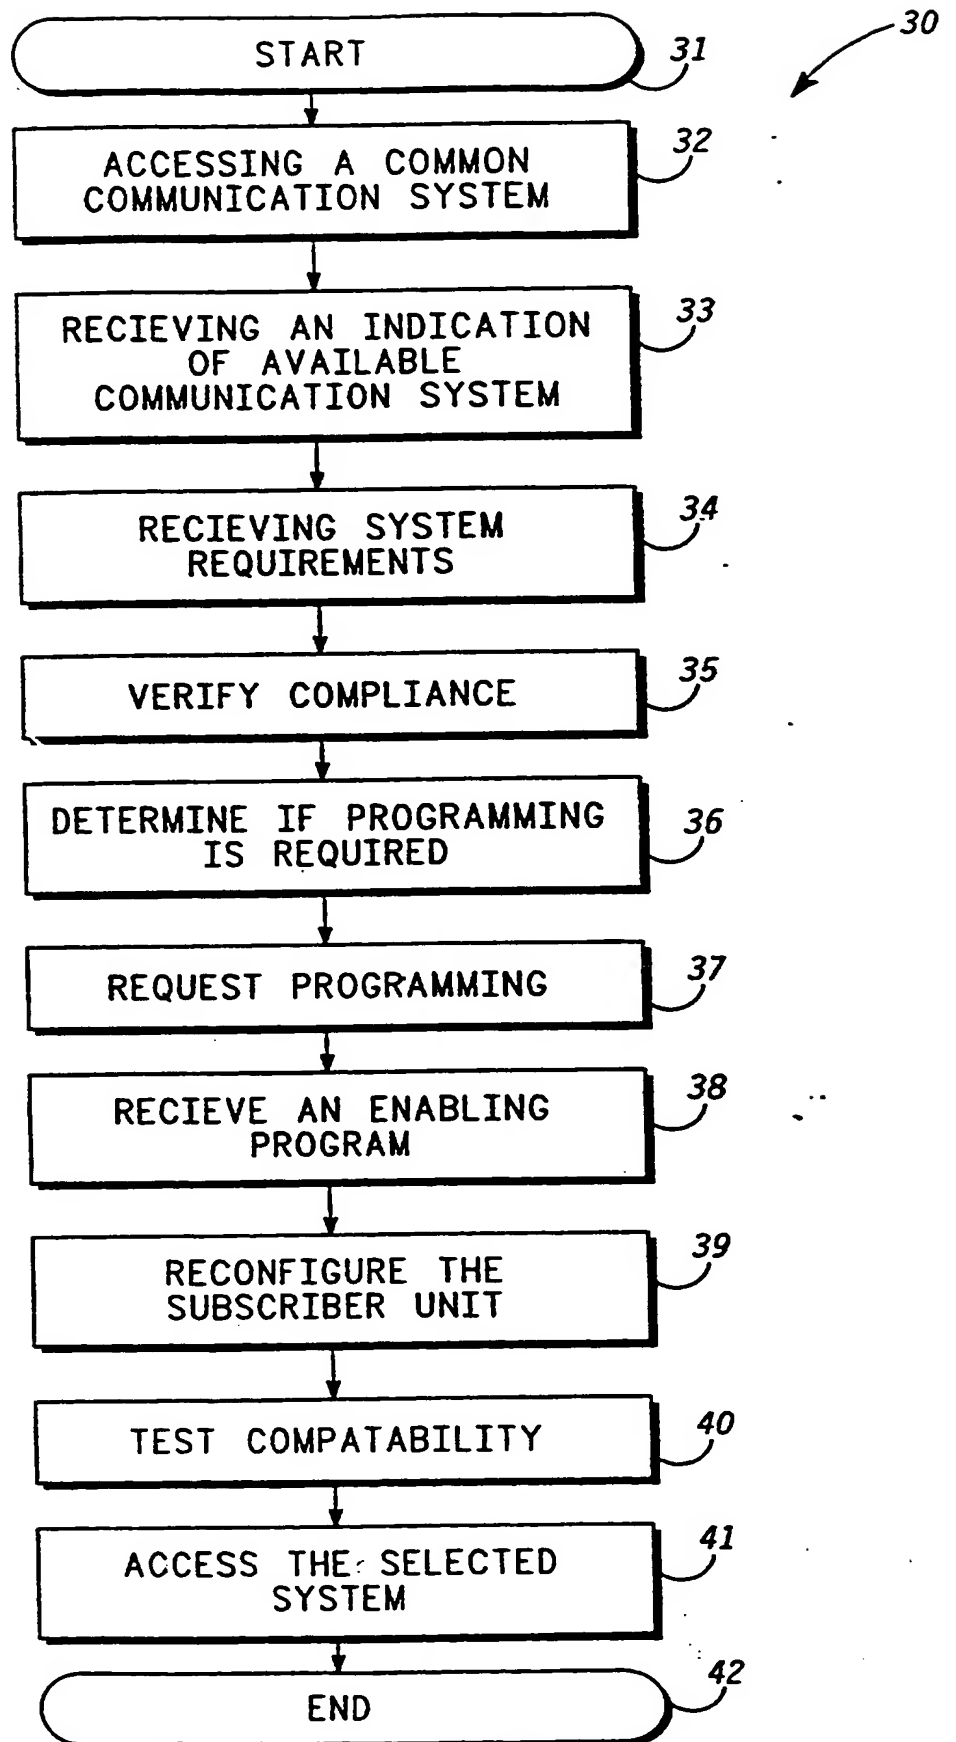 30
START
31
ACCESSING A COMMON
COMMUNICATION SYSTEM
32
RECIEVING AN INDICATION
OF AVAILABLE
COMMUNICATION SYSTEM
33
RECIEVING SYSTEM
REQUIREMENTS
34
VERIFY COMPLIANCE
35
DETERMINE IF PROGRAMMING
IS REQUIRED
36
REQUEST PROGRAMMING
37
RECIEVE AN ENABLING
PROGRAM
38
RECONFIGURE THE
SUBSCRIBER UNIT
39
TEST COMPATABILITY
40
ACCESS THE SELECTED
SYSTEM
41
END
42